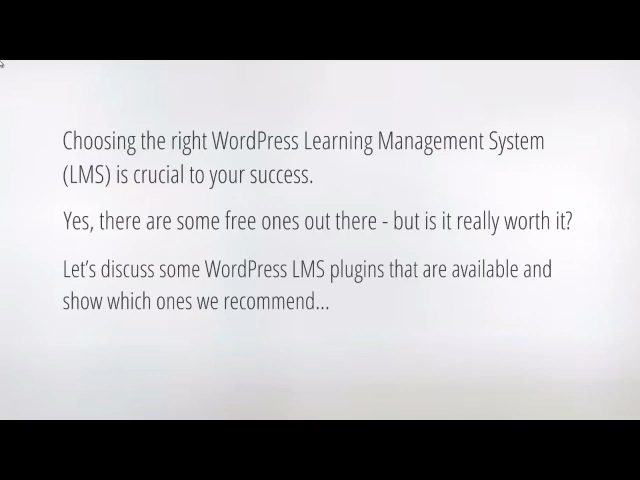 Choosing the right WordPress Learning Management System
(LMS) is crucial to your success.
Yes, there are some free ones out there - but is it really worth it?
Let’s discuss some WordPress LMS plugins that are available and
show which ones we recommend...